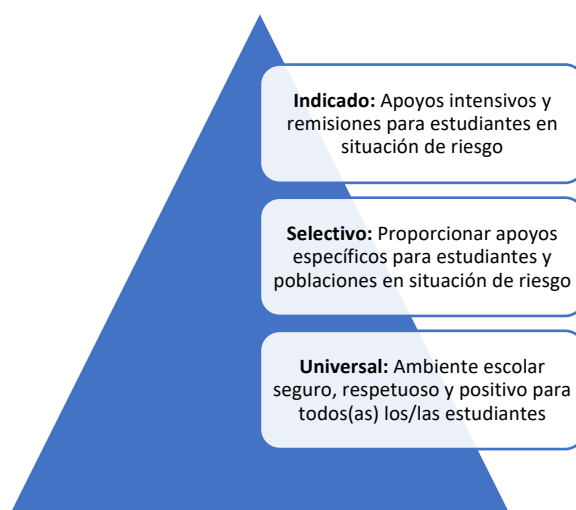 Indicado: Apoyos intensivos y
remisiones para estudiantes en
situación de riesgo
Selectivo: Proporcionar apoyos
específicos para estudiantes y
poblaciones en situación de riesgo
Universal: Ambiente escolar
seguro, respetuoso y positivo para
todos(as) los/las estudiantes